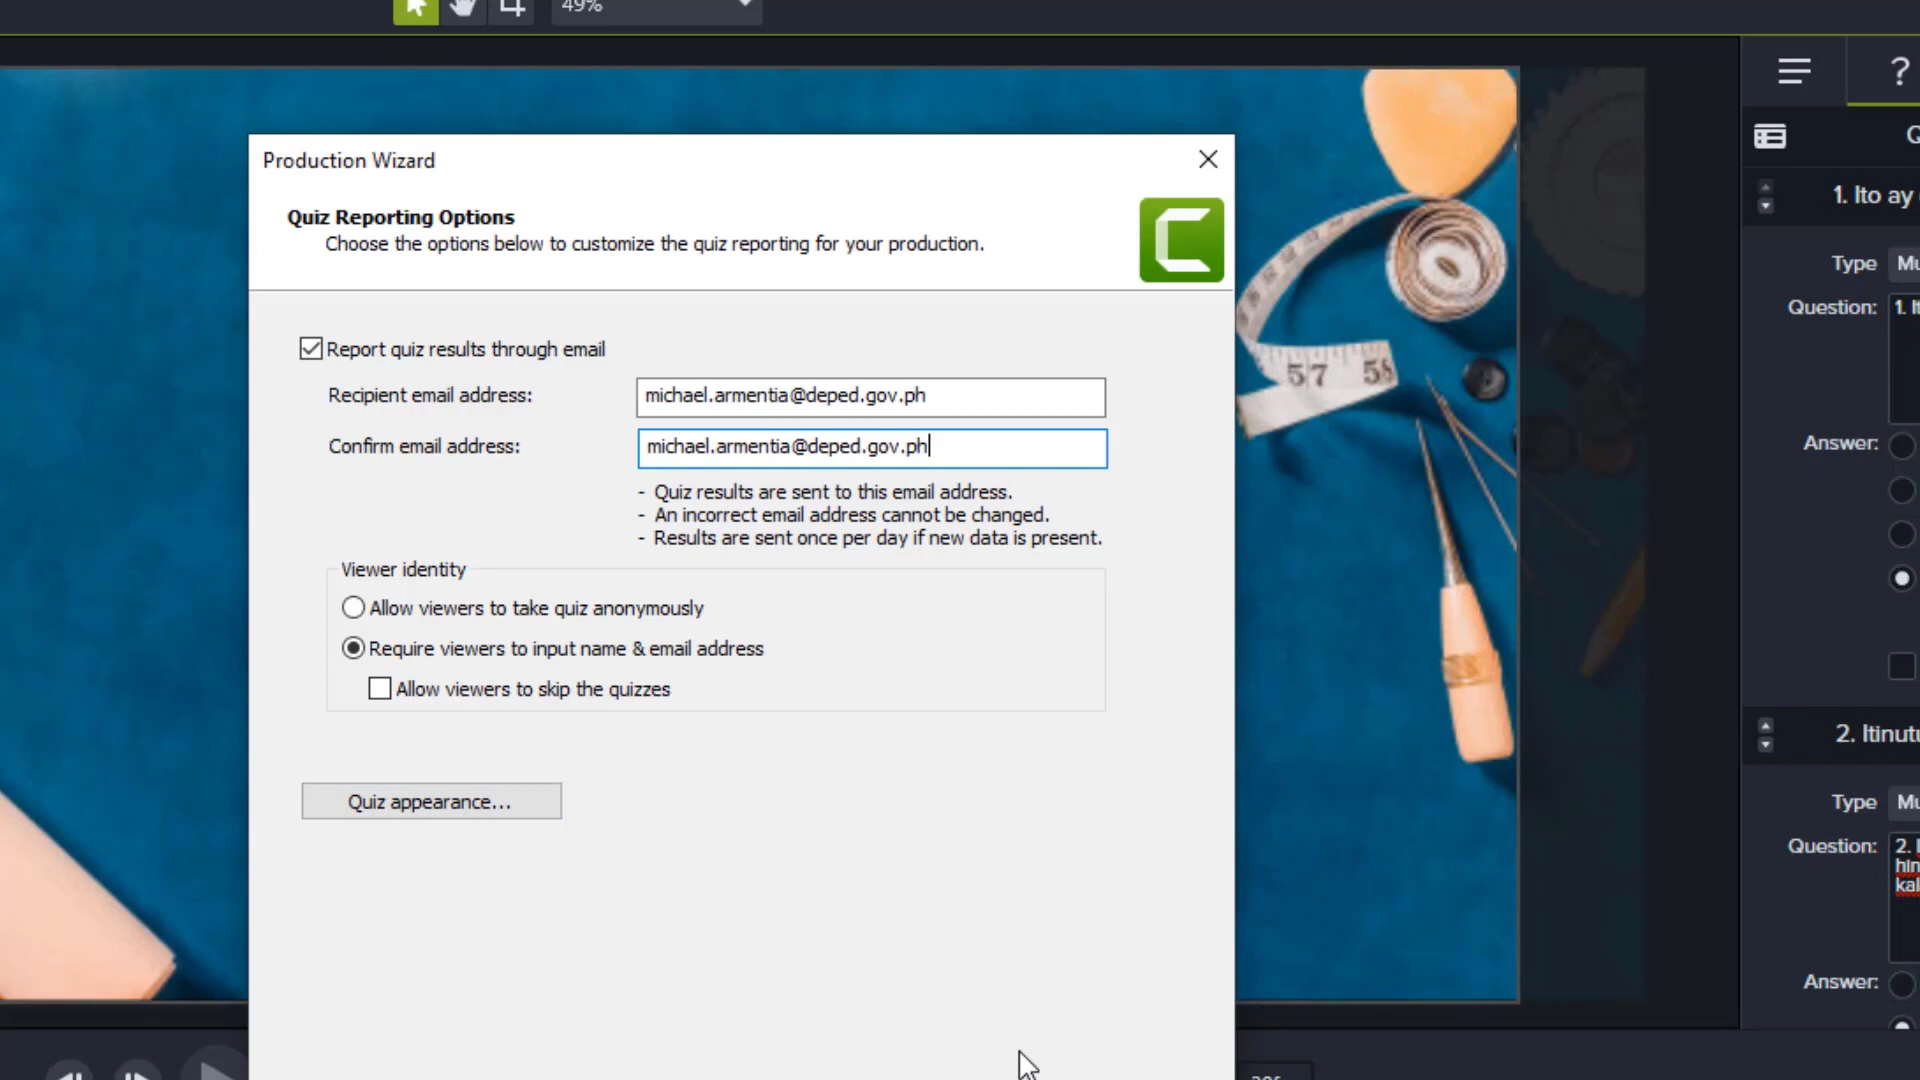 49%
Production Wizard
Quiz Reporting Options
Choose the options below to customize the quiz reporting for your production.
Report quiz results through email
Recipient email address:
michael.armentia@deped.gov.ph
Confirm email address:
michael.armentia@deped.gov.ph
- Quiz results are sent to this email address.
- An incorrect email address cannot be changed.
- Results are sent once per day if new data is present.
Viewer identity
Allow viewers to take quiz anonymously
Require viewers to input name & email address
Allow viewers to skip the quizzes
Quiz appearance...
57 58
?
1. Ito ay
Type
Question:
1.
Answer:
2.
Type
Question:
2.
Answer: